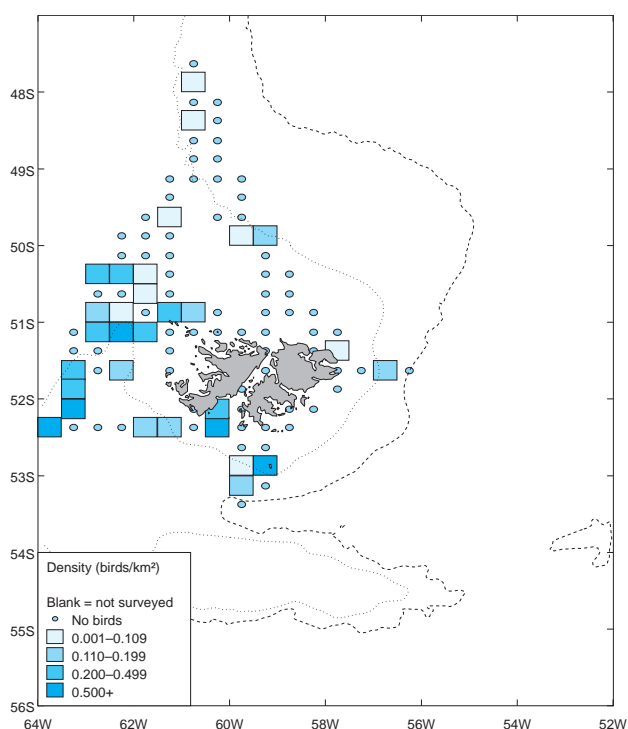 48S
49S
50S
51S
52S
53S
54S
55S
56S
Density (birds/km²)
Blank = not surveyed
No birds
0.001–0.109
0.110–0.199
0.200–0.499
0.500+
64W 62W 60W 58W 56W 54W 52W